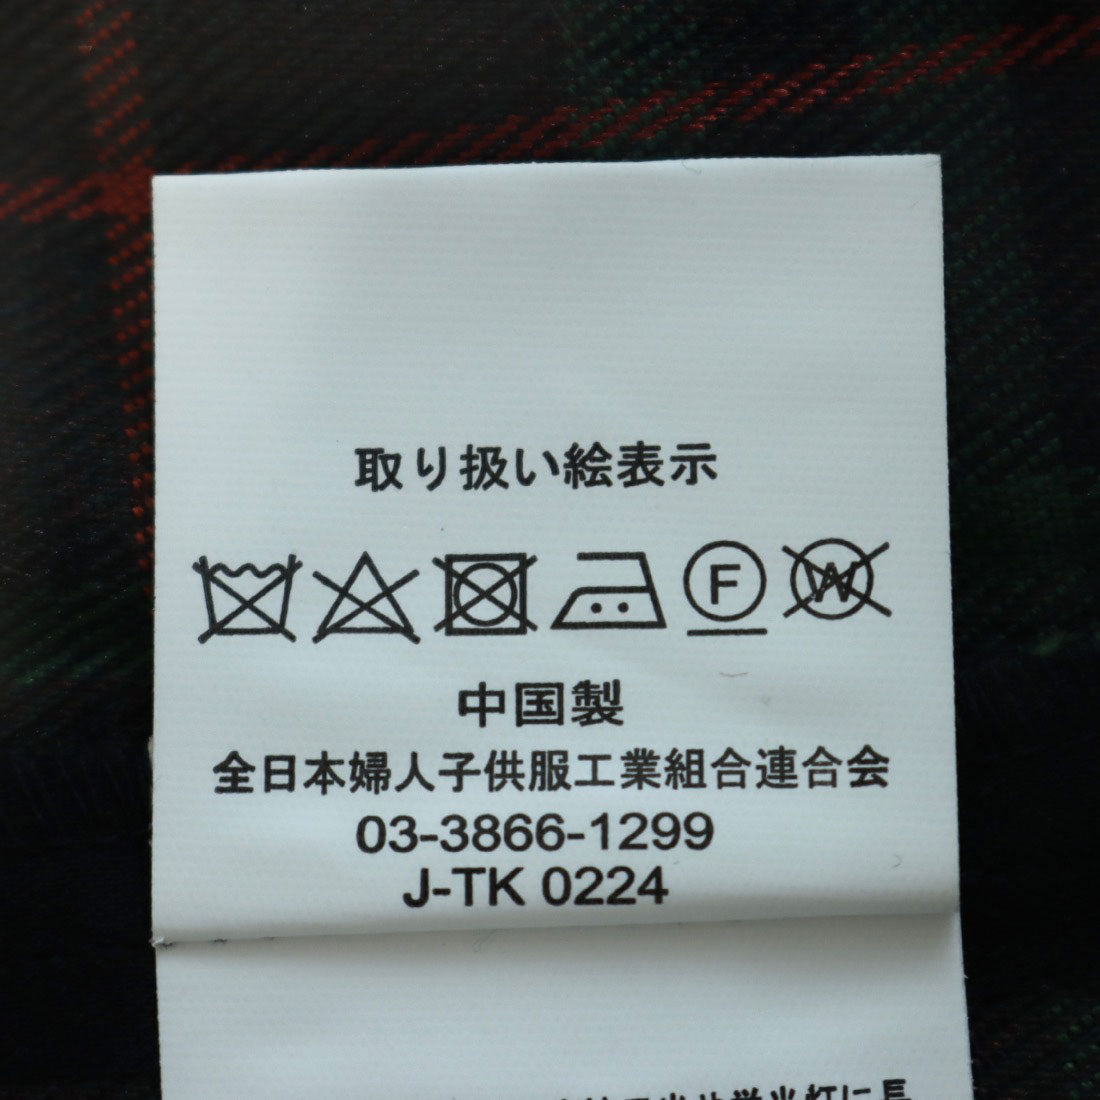 取り扱い絵表示
F W
中国製
全日本婦人子供服工業組合連合会
03-3866-1299
J-TK 0224